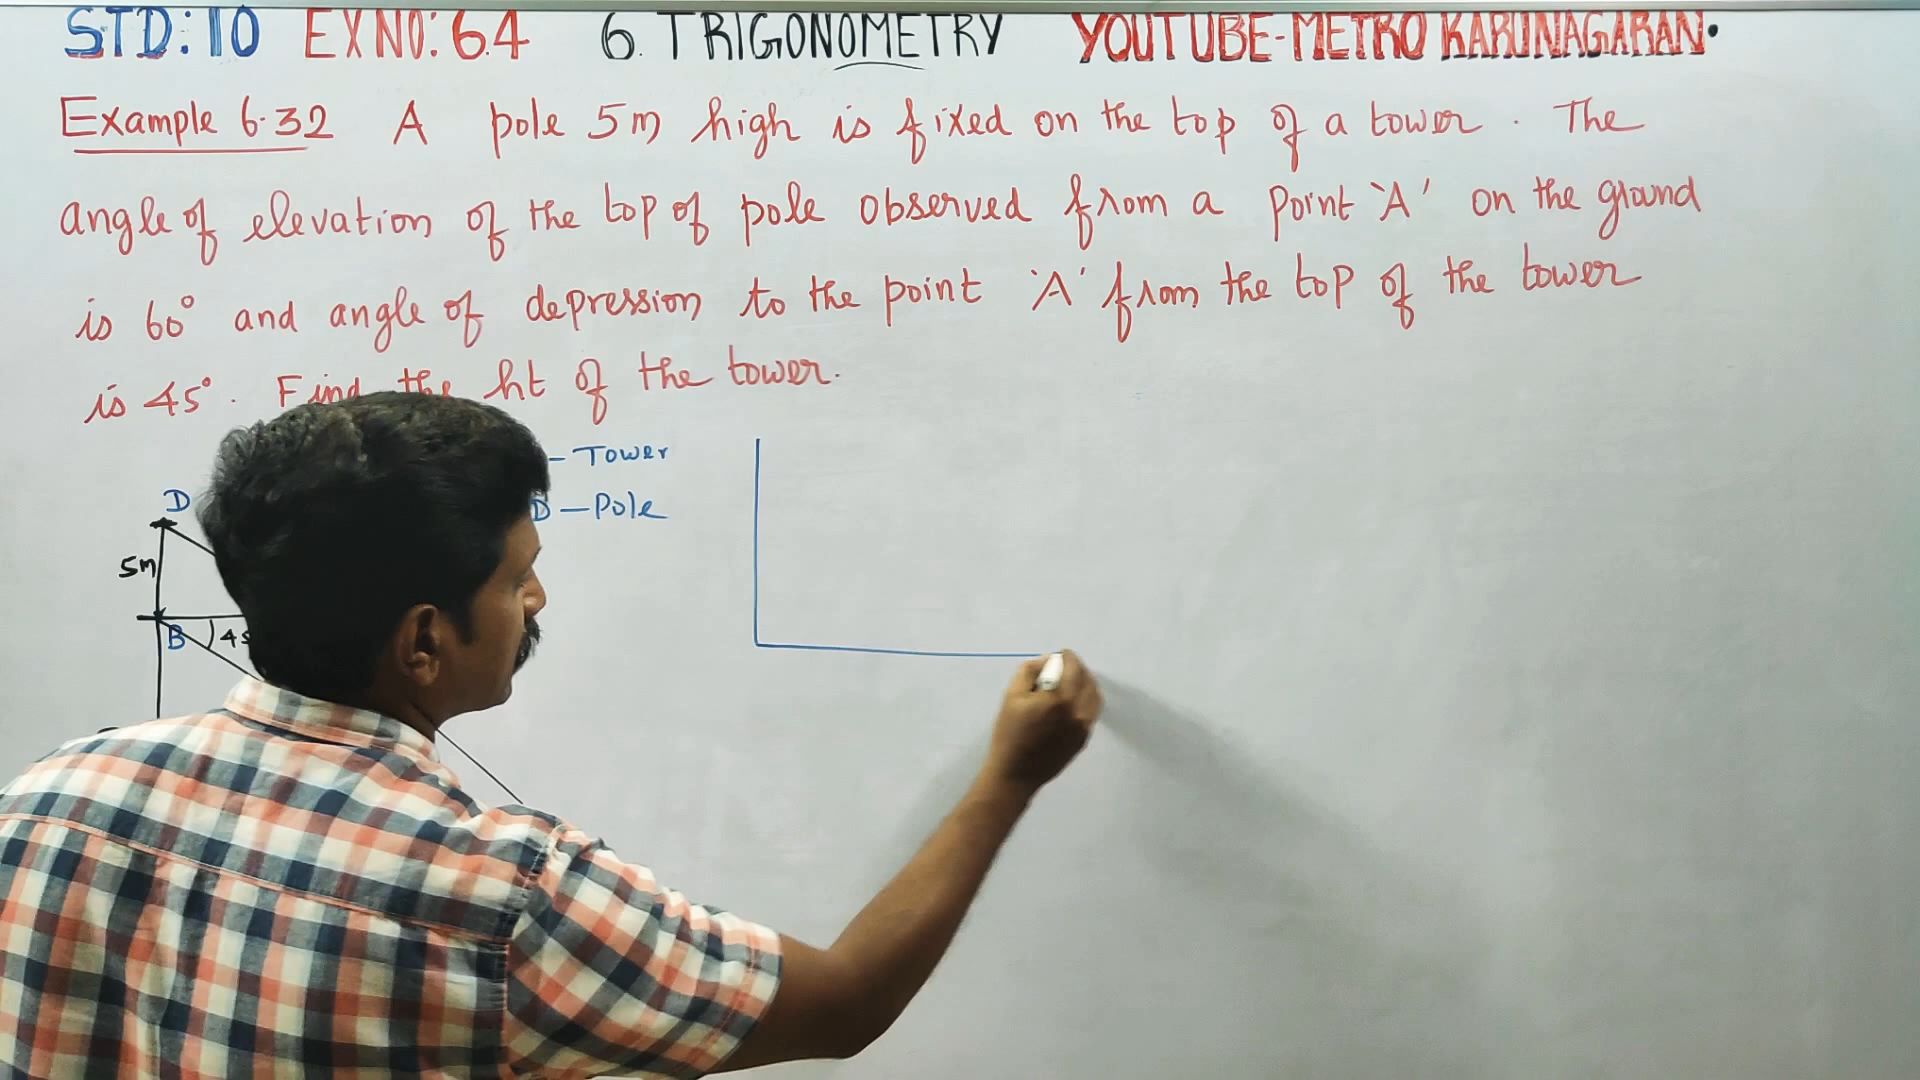 STD: 10 EX NO: 6.4 6. TRIGONOMETRY YOUTUBE-METRO KARUNAGARAN.
Example 6.32 A pole 5m high is fixed on the top of a tower. The
angle of elevation of the top of pole observed from a point 'A' on the ground
is 60° and angle of depression to the point 'A' from the top of the tower
is 45°. Find the ht of the tower.
- Tower
D - Pole
D
5m
B